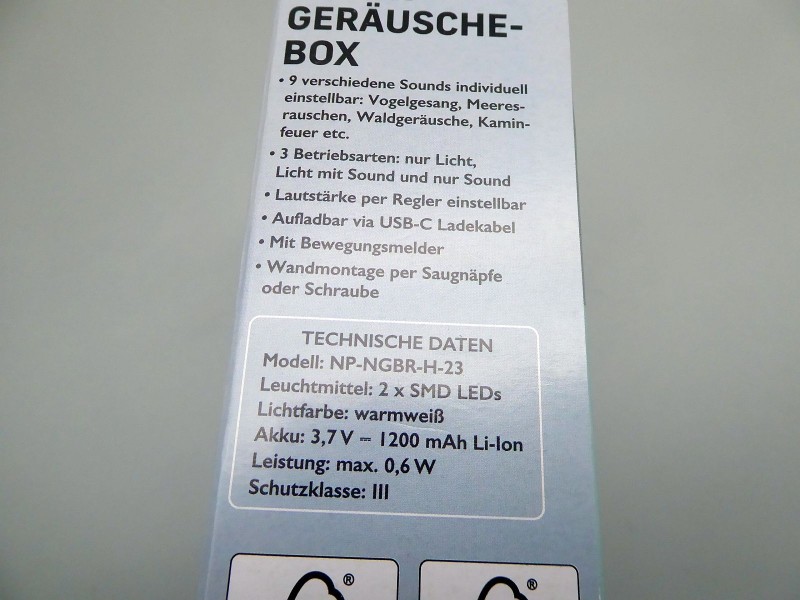 GERÄUSCHE-
BOX
• 9 verschiedene Sounds individuell
einstellbar: Vogelgesang, Meeres-
rauschen, Waldgeräusche, Kamin-
feuer etc.
• 3 Betriebsarten: nur Licht,
Licht mit Sound und nur Sound
• Lautstärke per Regler einstellbar
• Aufladbar via USB-C Ladekabel
• Mit Bewegungsmelder
• Wandmontage per Saugnäpfe
oder Schraube
TECHNISCHE DATEN
Modell: NP-NGBR-H-23
Leuchtmittel: 2 x SMD LEDs
Lichtfarbe: warmweiß
Akku: 3,7 V ⎓ 1200 mAh Li-Ion
Leistung: max. 0,6 W
Schutzklasse: III
® ®